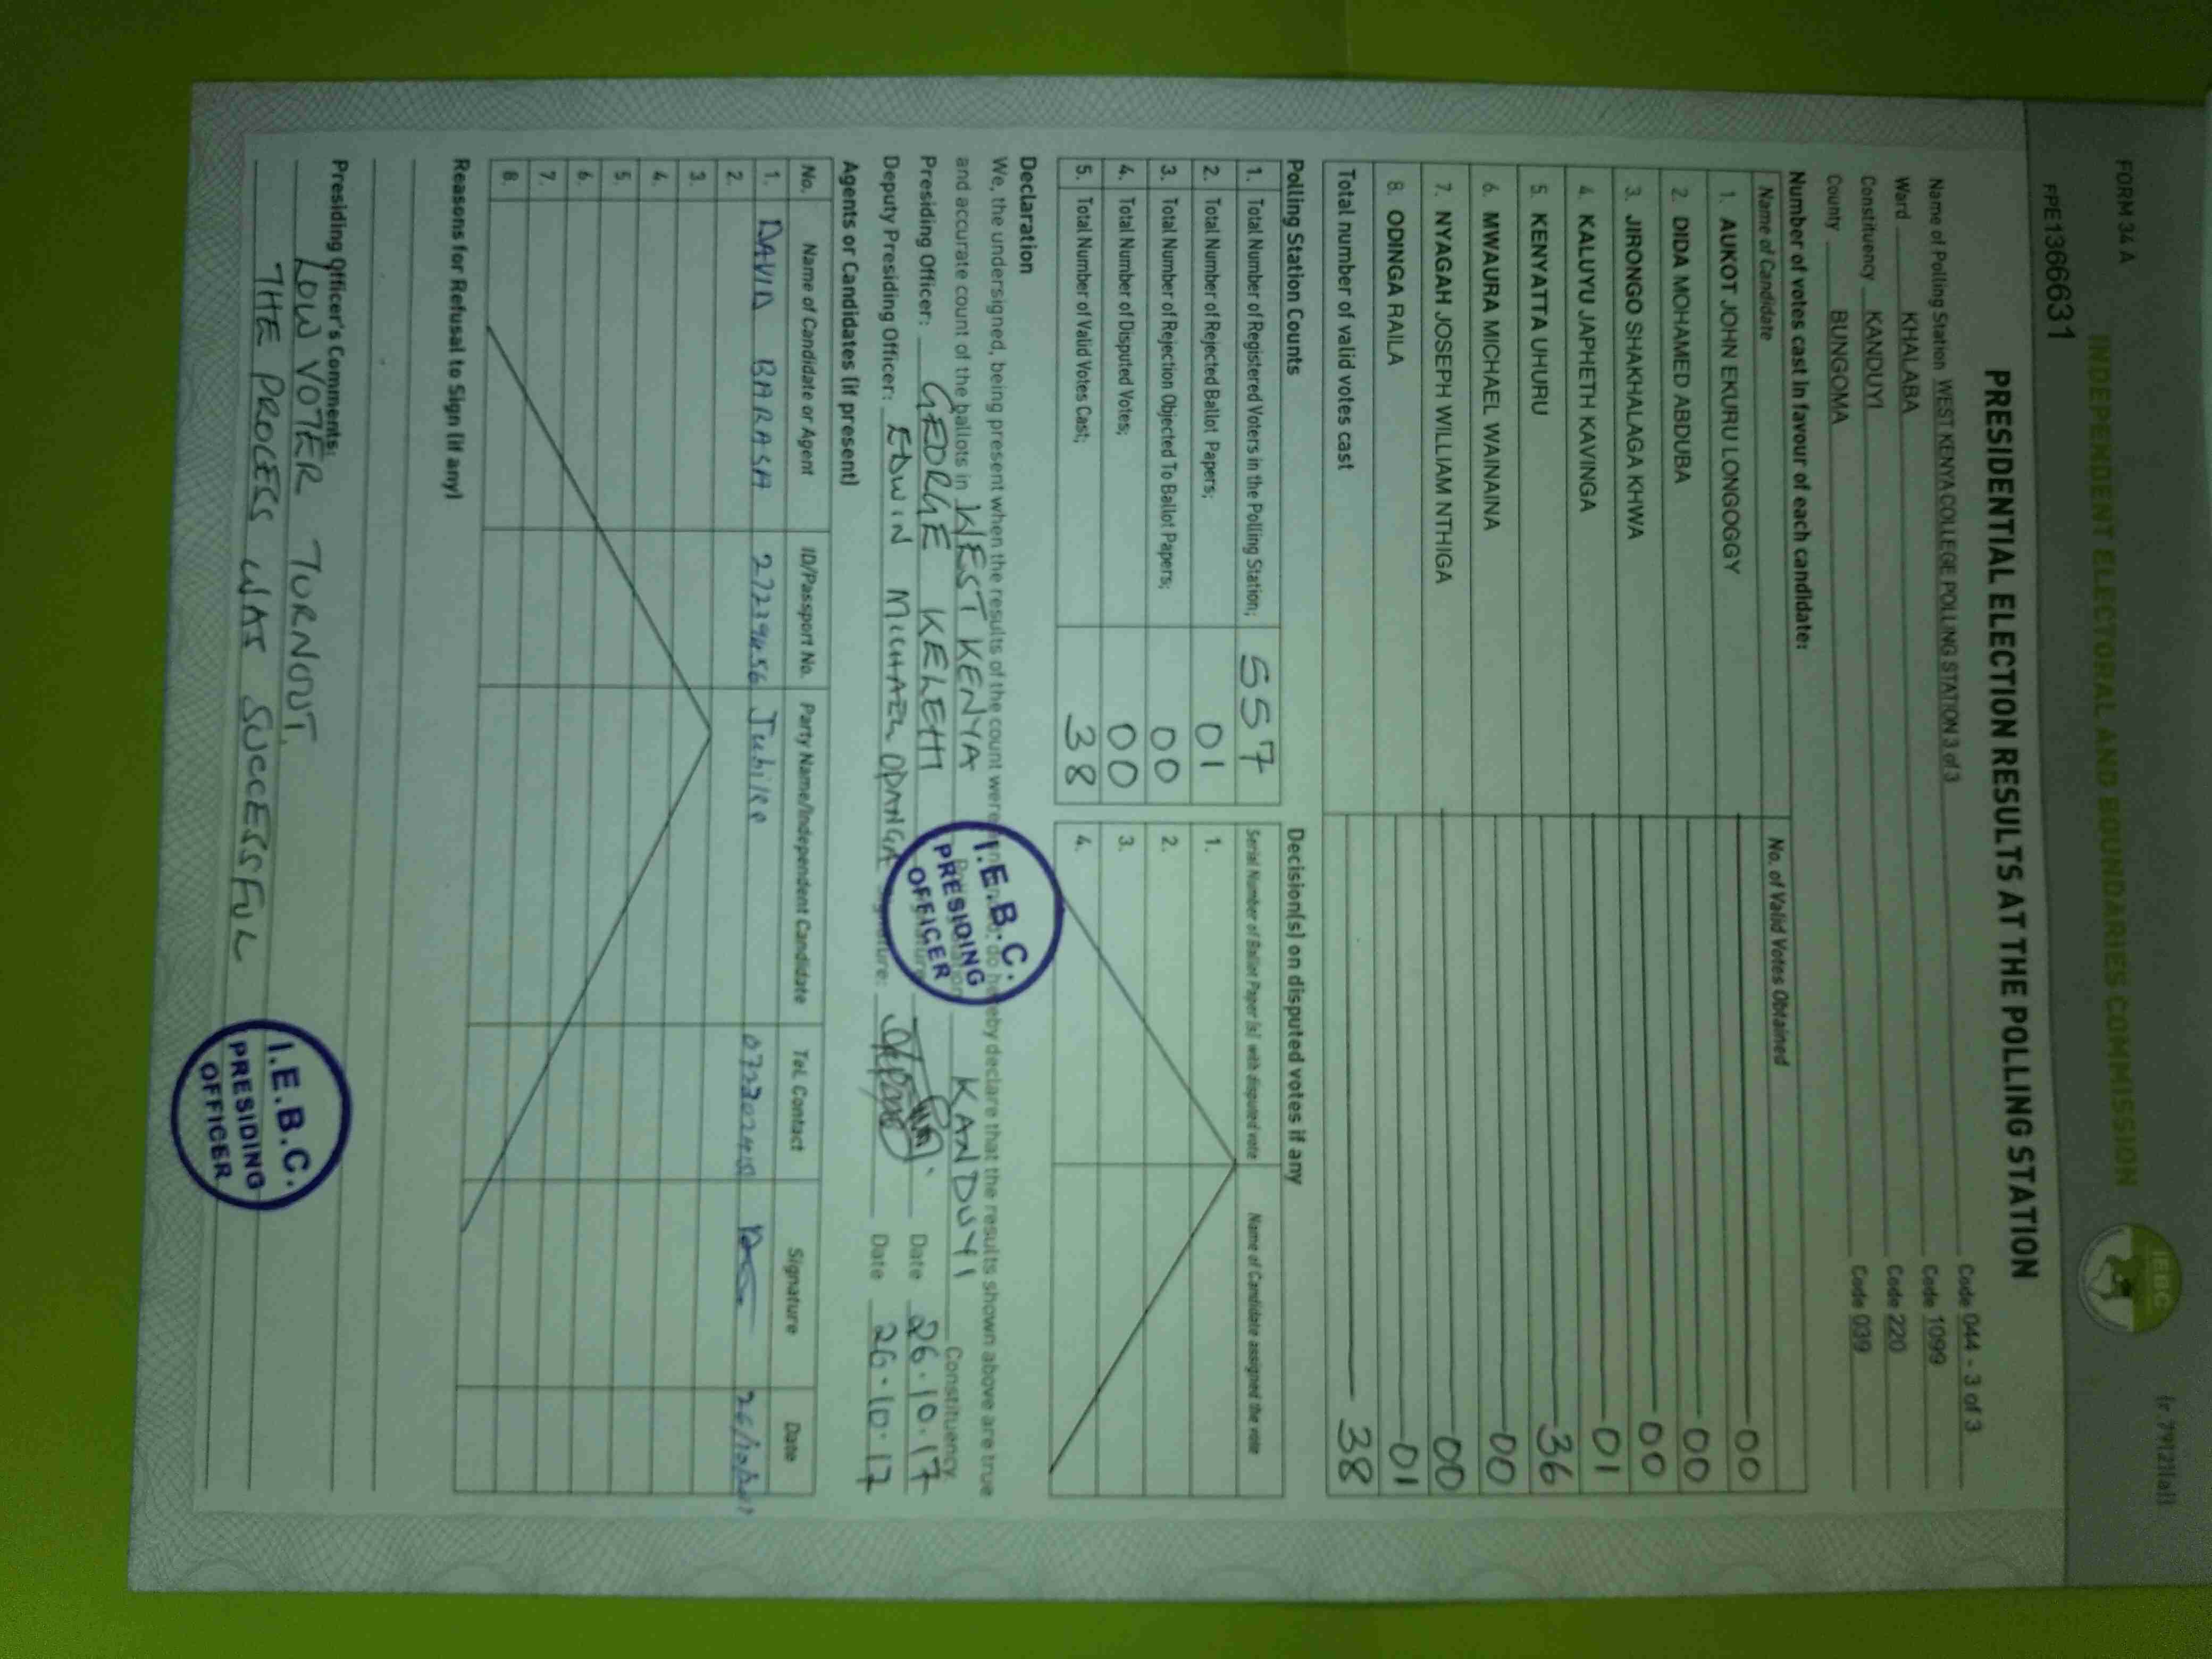 FORM 34 A
(r. 79(2)(a))
INDEPENDENT ELECTORAL AND BOUNDARIES COMMISSION
IEBC
PPE1366631
PRESIDENTIAL ELECTION RESULTS AT THE POLLING STATION
Name of Polling Station WEST KENYA COLLEGE POLLING STATION 3 of 3 Code 044 - 3 of 3
Ward KHALABA Code 1099
Constituency KANDUYI Code 220
County BUNGOMA Code 039
Number of votes cast in favour of each candidate:
Name of Candidate No. of Valid Votes Obtained
1. AUKOT JOHN EKURU LONGOGGY 00
2. DIDA MOHAMED ABDUBA 00
3. JIRONGO SHAKHALAGA KHWA 00
4. KALUYU JAPHETH KAVINGA 01
5. KENYATTA UHURU 36
6. MWAURA MICHAEL WAINAINA 00
7. NYAGAH JOSEPH WILLIAM NTHIGA 00
8. ODINGA RAILA 01
Total number of valid votes cast 38
Polling Station Counts
1. Total Number of Registered Voters in the Polling Station; 557
2. Total Number of Rejected Ballot Papers; 01
3. Total Number of Rejection Objected To Ballot Papers; 00
4. Total Number of Disputed Votes; 00
5. Total Number of Valid Votes Cast; 38
Decision(s) on disputed votes if any
Serial Number of Ballot Paper (s) with disputed vote Name of Candidate assigned the vote
1.
2.
3.
4.
Declaration
We, the undersigned, being present when the results of the count were do hereby declare that the results shown above are true
and accurate count of the ballots in WEST KENYA KANDUYI Constituency
Presiding Officer: GEORGE KELETTI Date 26.10.17
Deputy Presiding Officer: EDWIN MICHAEL ODANGA Signature: Date 26.10.17
I.E.B.C.
PRESIDING
OFFICER
Agents or Candidates (if present)
No. Name of Candidate or Agent ID/Passport No. Party Name/Independent Candidate Tel. Contact Signature Date
1. DAVID BARASA Jubilee
2.
3.
4.
5.
6.
7.
8.
Reasons for Refusal to Sign (if any)
Presiding Officer's Comments:
LOW VOTER TURNOUT.
THE PROCESS WAS SUCCESSFUL
I.E.B.C.
PRESIDING
OFFICER